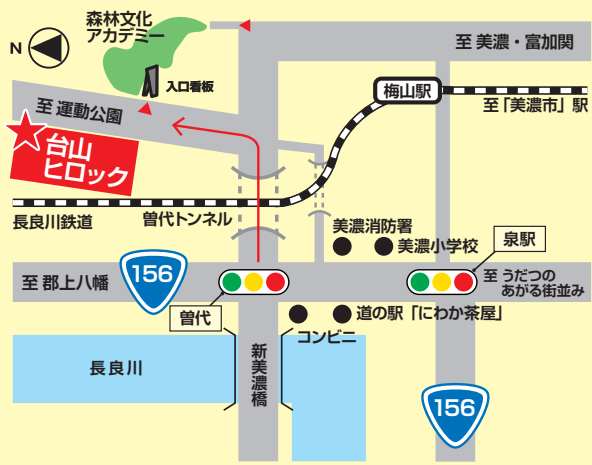 森林文化
アカデミー
N
入口看板
至 美濃・富加関
梅山駅
至「美濃市」駅
至 運動公園
台山
ヒロック
長良川鉄道
曽代トンネル
美濃消防署
美濃小学校
泉駅
至 郡上八幡
156
至 うだつの
あがる街並み
曽代
道の駅「にわか茶屋」
コンビニ
長良川
新美濃橋
156